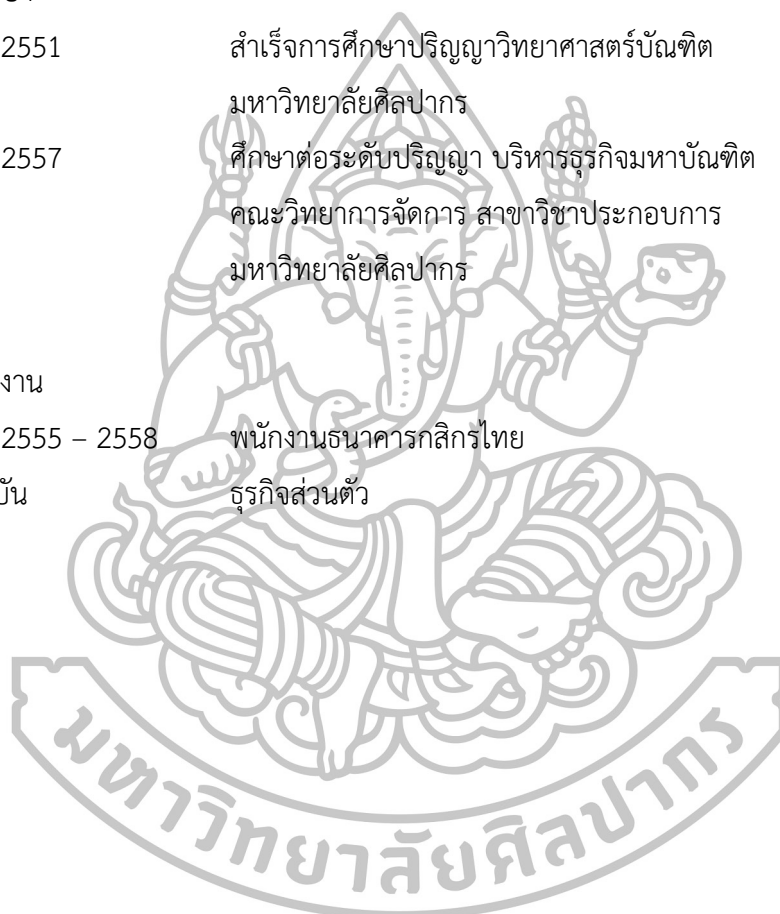 2551 สำเร็จการศึกษาปริญญาวิทยาศาสตร์บัณฑิต
มหาวิทยาลัยศิลปากร
2557 ศึกษาต่อระดับปริญญา บริหารธุรกิจมหาบัณฑิต
คณะวิทยาการจัดการ สาขาวิชาประกอบการ
มหาวิทยาลัยศิลปากร
งาน
2555 – 2558 พนักงานธนาคารกสิกรไทย
ธุรกิจส่วนตัว
มหาวิทยาลัยศิลปากร